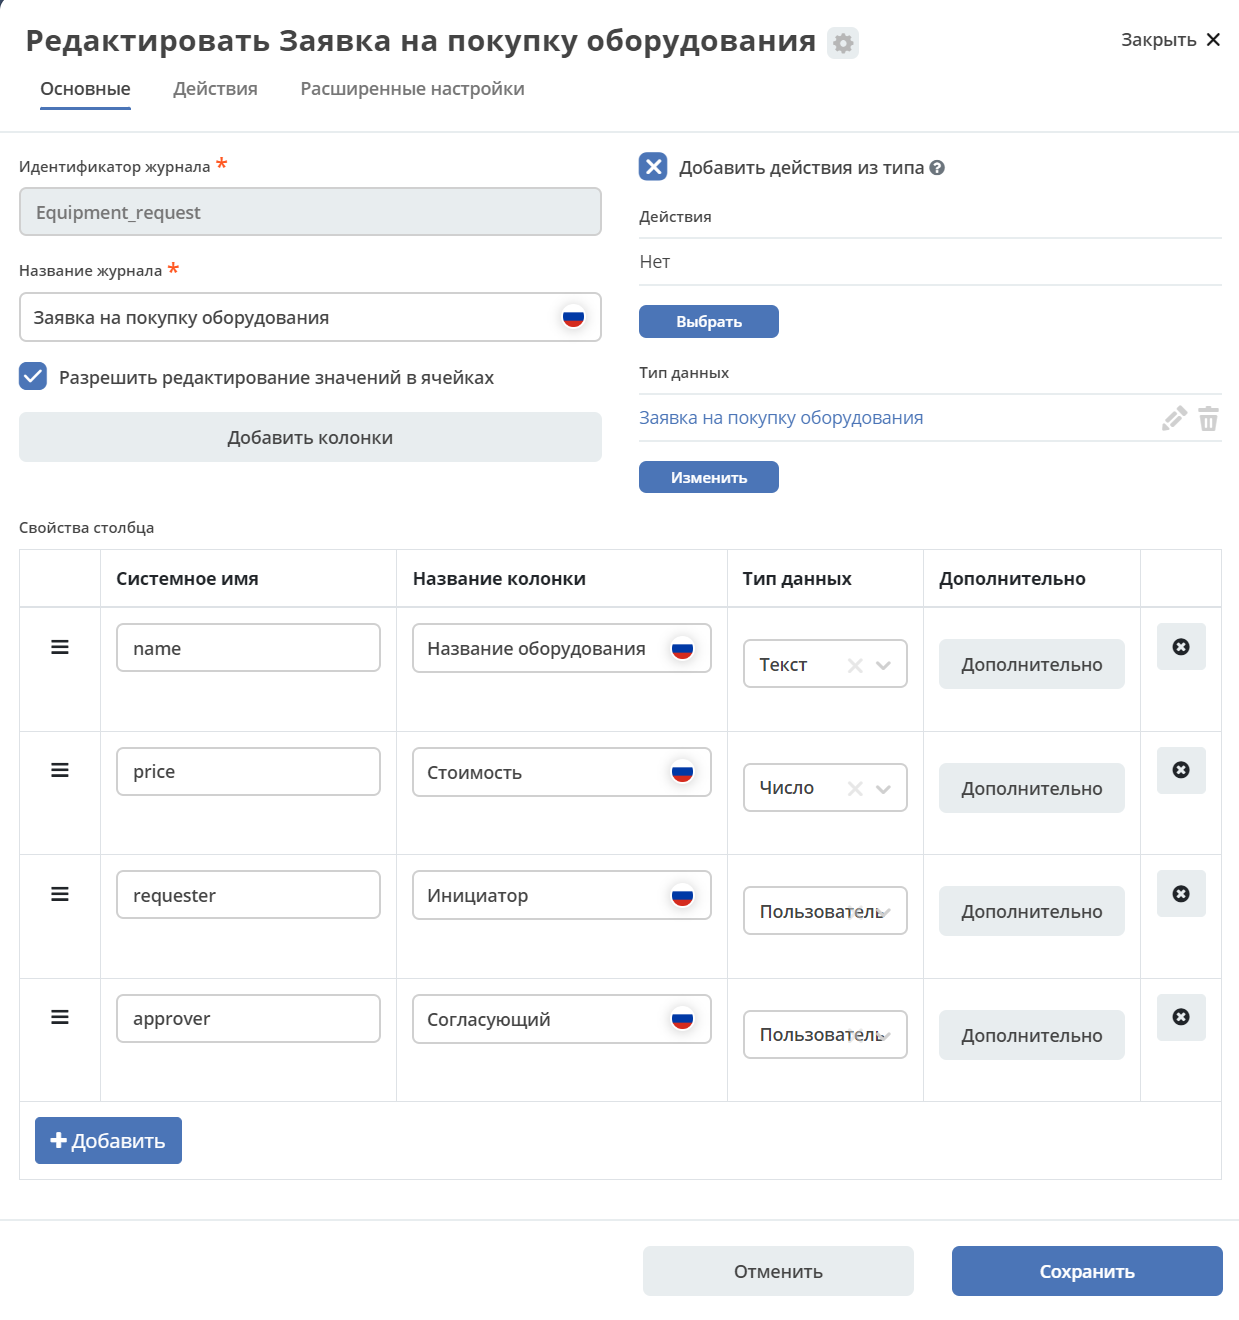 Редактировать Заявка на покупку оборудования
Закрыть
Основные Действия Расширенные настройки
Идентификатор журнала *
Equipment_request
Название журнала *
Заявка на покупку оборудования
Разрешить редактирование значений в ячейках
Добавить колонки
Добавить действия из типа
Действия
Нет
Выбрать
Тип данных
Заявка на покупку оборудования
Изменить
Свойства столбца
Системное имя Название колонки Тип данных Дополнительно
name Название оборудования Текст Дополнительно
price Стоимость Число Дополнительно
requester Инициатор Пользователь Дополнительно
approver Согласующий Пользователь Дополнительно
Добавить
Отменить Сохранить